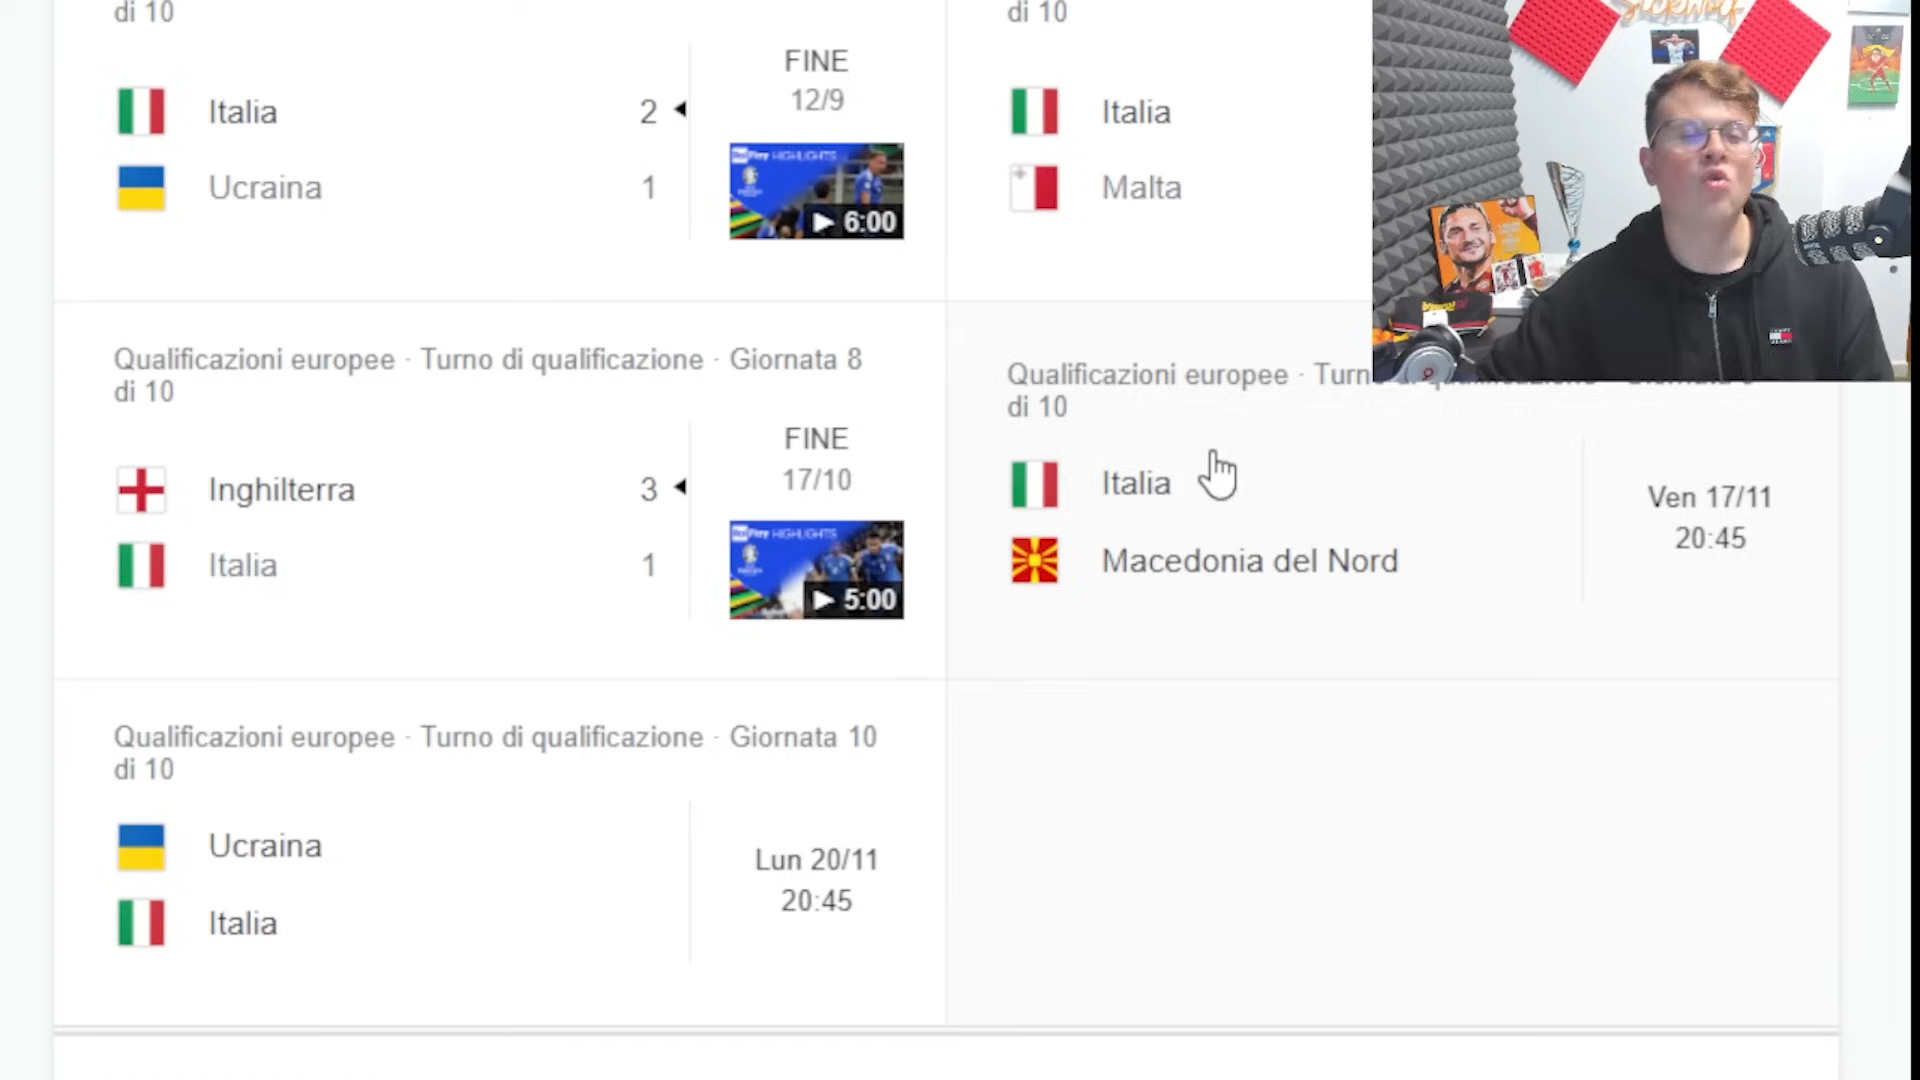 di 10
Italia 2
Ucraina 1
FINE
12/9
HIGHLIGHTS
6:00
di 10
Italia
Malta
Qualificazioni europee · Turno di qualificazione · Giornata 8
di 10
Inghilterra 3
Italia 1
FINE
17/10
HIGHLIGHTS
5:00
Qualificazioni europee · Turn
di 10
Italia
Macedonia del Nord
Ven 17/11
20:45
Qualificazioni europee · Turno di qualificazione · Giornata 10
di 10
Ucraina
Italia
Lun 20/11
20:45